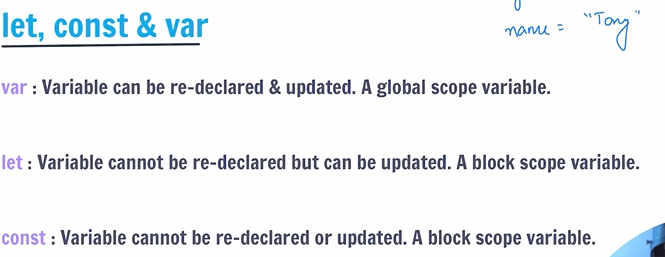 let, const & var
name = "Tony"
var : Variable can be re-declared & updated. A global scope variable.
let : Variable cannot be re-declared but can be updated. A block scope variable.
const : Variable cannot be re-declared or updated. A block scope variable.